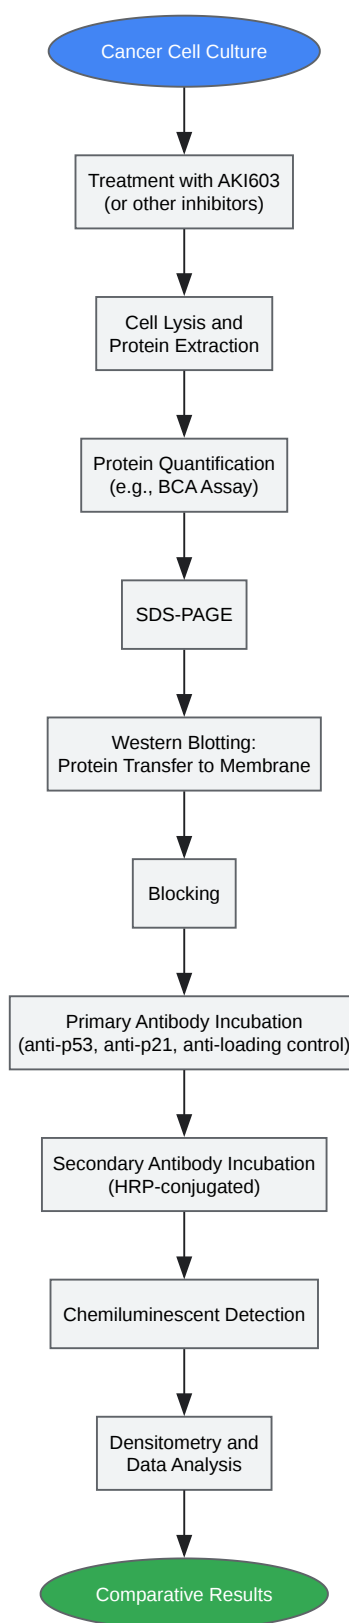 Cancer Cell Culture
Treatment with AKI603
(or other inhibitors)
Cell Lysis and
Protein Extraction
Protein Quantification
(e.g., BCA Assay)
SDS-PAGE
Western Blotting:
Protein Transfer to Membrane
Blocking
Primary Antibody Incubation
(anti-p53, anti-p21, anti-loading control)
Secondary Antibody Incubation
(HRP-conjugated)
Chemiluminescent Detection
Densitometry and
Data Analysis
Comparative Results